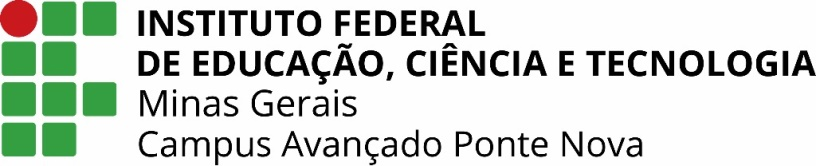 INSTITUTO FEDERAL
DE EDUCAÇÃO, CIÊNCIA E TECNOLOGIA
Minas Gerais
Campus Avançado Ponte Nova